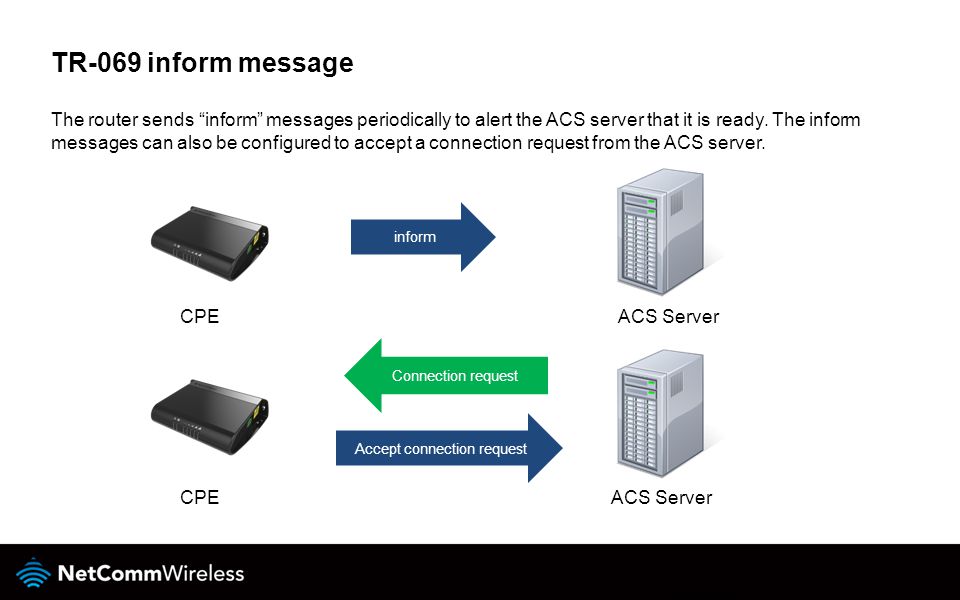 TR-069 inform message
The router sends “inform” messages periodically to alert the ACS server that it is ready. The inform
messages can also be configured to accept a connection request from the ACS server.
inform
CPE
ACS Server
Connection request
Accept connection request
CPE
ACS Server
NetCommWireless